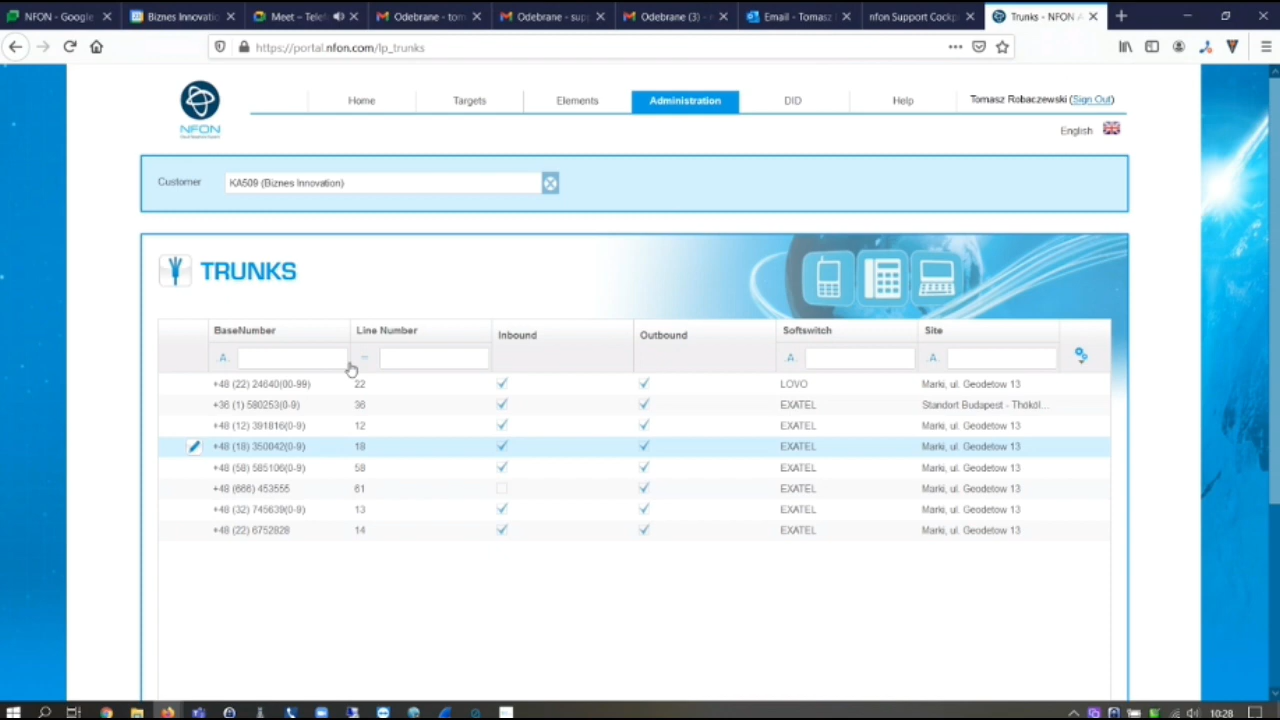 NFON - Google
Biznes Innovatio
Meet – Telep
Odebrane - tom
Odebrane - supp
Odebrane (3) - n
Email - Tomasz
nfon Support Cockp
Trunks - NFON A
https://portal.nfon.com/lp_trunks
NFON
Home
Targets
Elements
Administration
DID
Help
Tomasz Robaczewski (Sign Out)
English
Customer
KA509 (Biznes Innovation)
TRUNKS
BaseNumber Line Number Inbound Outbound Softswitch Site
.A. = .A. .A.
+48 (22) 24640(00-99) 22 LOVO Marki, ul. Geodetow 13
+36 (1) 580253(0-9) 36 EXATEL Standort Budapest - Thököl...
+48 (12) 391816(0-9) 12 EXATEL Marki, ul. Geodetow 13
+48 (18) 350042(0-9) 18 EXATEL Marki, ul. Geodetow 13
+48 (58) 585106(0-9) 58 EXATEL Marki, ul. Geodetow 13
+48 (666) 453555 61 EXATEL Marki, ul. Geodetow 13
+48 (32) 745639(0-9) 13 EXATEL Marki, ul. Geodetow 13
+48 (22) 6752828 14 EXATEL Marki, ul. Geodetow 13
10:28